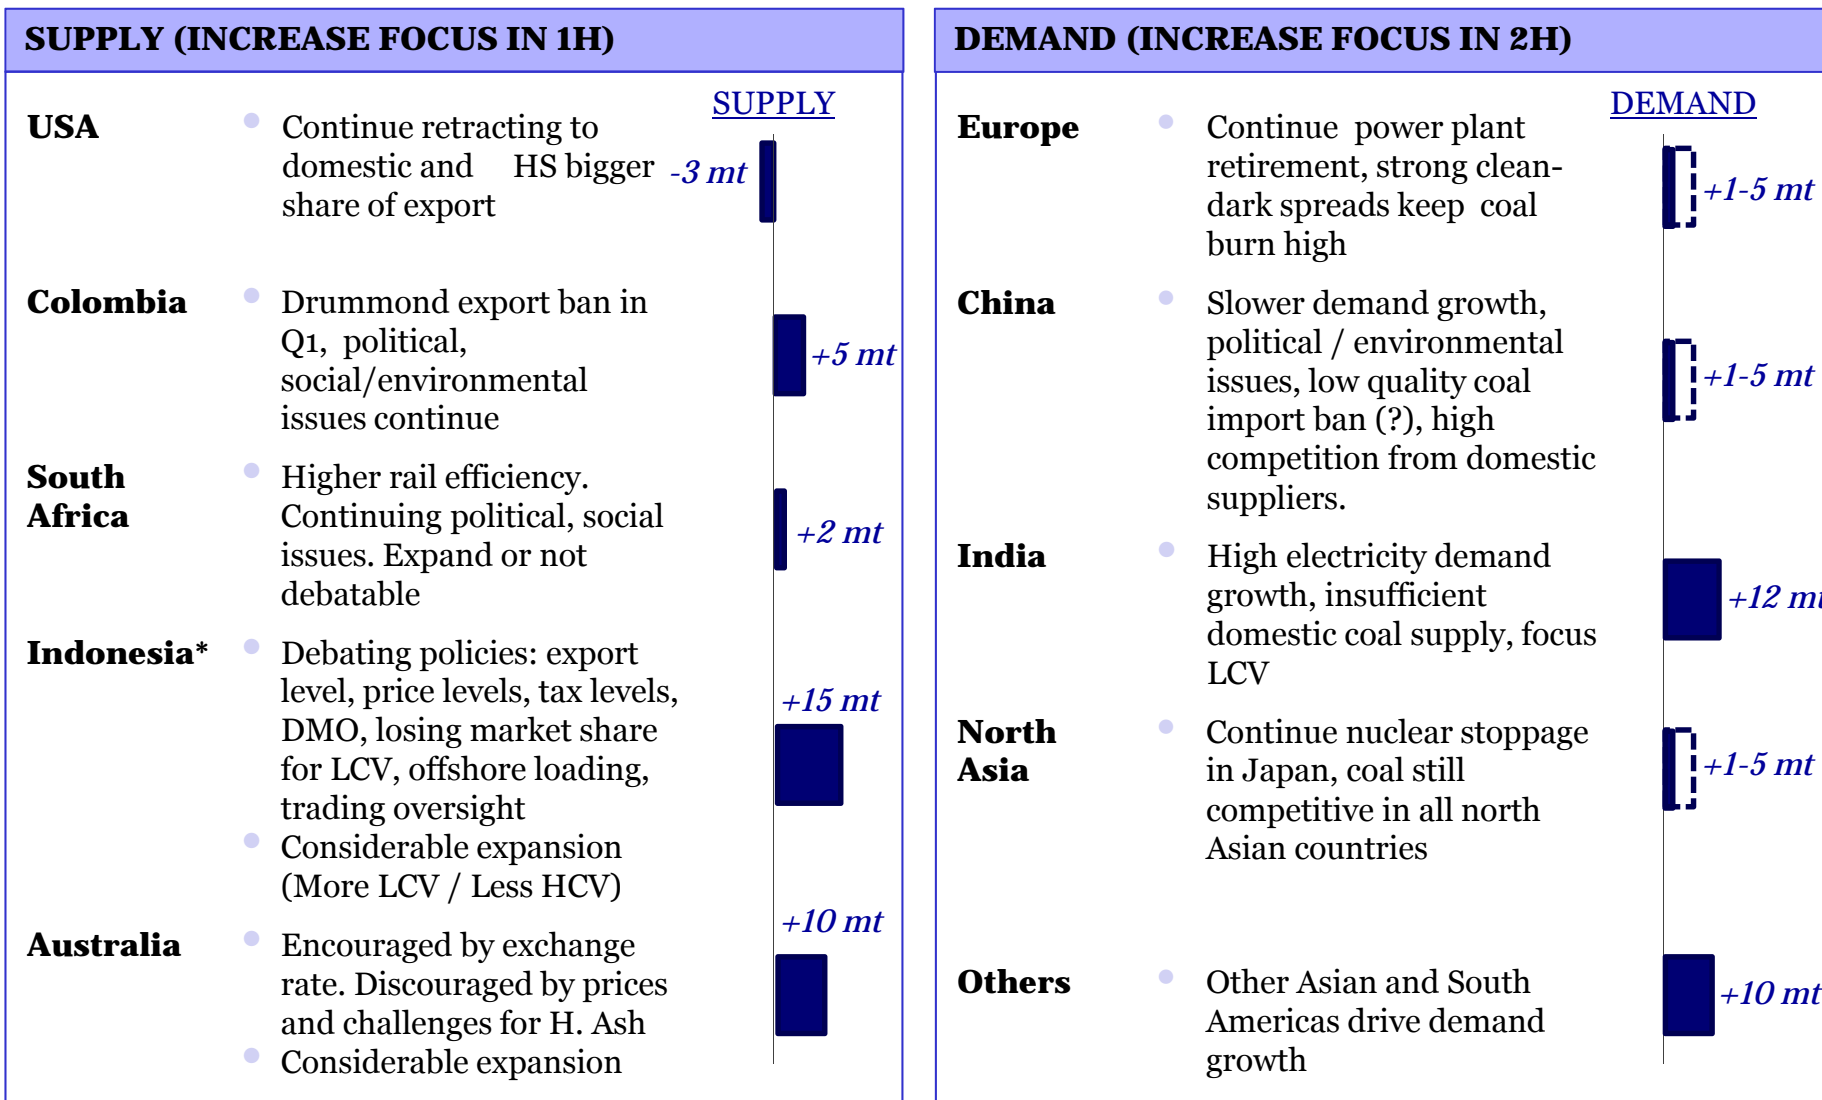 SUPPLY (INCREASE FOCUS IN 1H)
SUPPLY
USA
Continue retracting to
domestic and HS bigger
share of export
-3 mt
Colombia
Drummond export ban in
Q1, political,
social/environmental
issues continue
+5 mt
South
Africa
Higher rail efficiency.
Continuing political, social
issues. Expand or not
debatable
+2 mt
Indonesia*
Debating policies: export
level, price levels, tax levels,
DMO, losing market share
for LCV, offshore loading,
trading oversight
Considerable expansion
(More LCV / Less HCV)
+15 mt
Australia
Encouraged by exchange
rate. Discouraged by prices
and challenges for H. Ash
Considerable expansion
+10 mt
DEMAND (INCREASE FOCUS IN 2H)
DEMAND
Europe
Continue power plant
retirement, strong clean-
dark spreads keep coal
burn high
+1-5 mt
China
Slower demand growth,
political / environmental
issues, low quality coal
import ban (?), high
competition from domestic
suppliers.
+1-5 mt
India
High electricity demand
growth, insufficient
domestic coal supply, focus
LCV
+12 mt
North
Asia
Continue nuclear stoppage
in Japan, coal still
competitive in all north
Asian countries
+1-5 mt
Others
Other Asian and South
Americas drive demand
growth
+10 mt